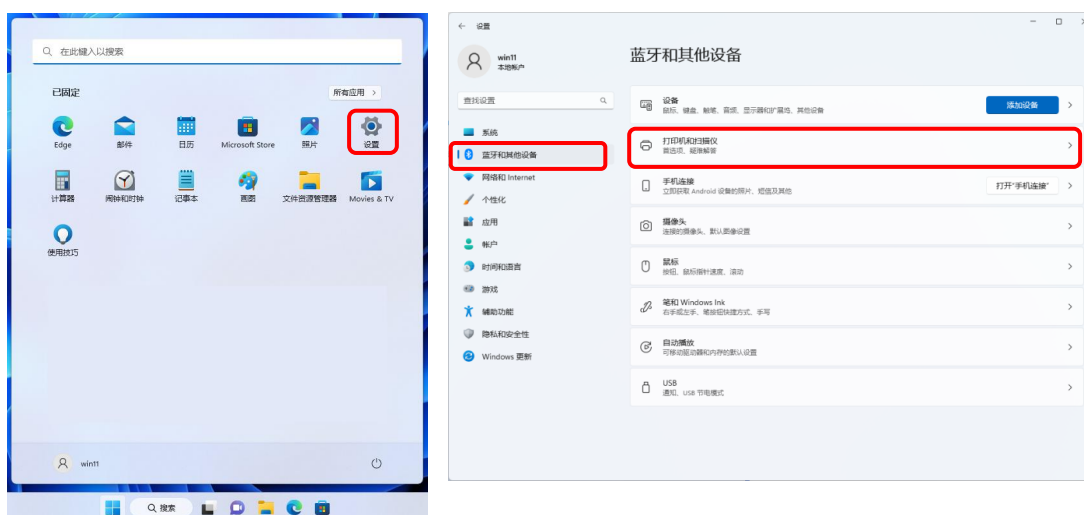 在此键入以搜索
已固定
所有应用 >
Edge
邮件
日历
Microsoft Store
照片
设置
计算器
闹钟和时钟
记事本
画图
文件资源管理器
Movies & TV
使用技巧
win11
搜索
设置
win11
本地帐户
查找设置
系统
蓝牙和其他设备
网络和 Internet
个性化
应用
帐户
时间和语言
游戏
辅助功能
隐私和安全性
Windows 更新
蓝牙和其他设备
设备
鼠标、键盘、触笔、音频、显示器和扩展坞、其他设备
添加设备
打印机和扫描仪
首选项、疑难解答
手机连接
立即获取 Android 设备的照片、短信及其他
打开"手机连接"
摄像头
连接的摄像头、默认图像设置
鼠标
按钮、鼠标指针速度、滚动
笔和 Windows Ink
右手或左手、笔按钮快捷方式、手写
自动播放
可移动驱动器和内存的默认设置
USB
通知、USB 节电模式